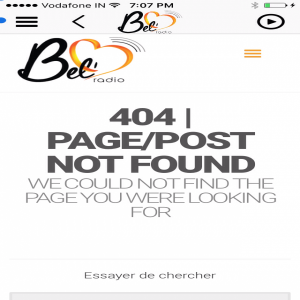 Vodafone IN 7:07 PM
Bel'
radio
Bel'
radio
404 |
PAGE/POST
NOT FOUND
WE COULD NOT FIND THE
PAGE YOU WERE LOOKING
FOR
Essayer de chercher